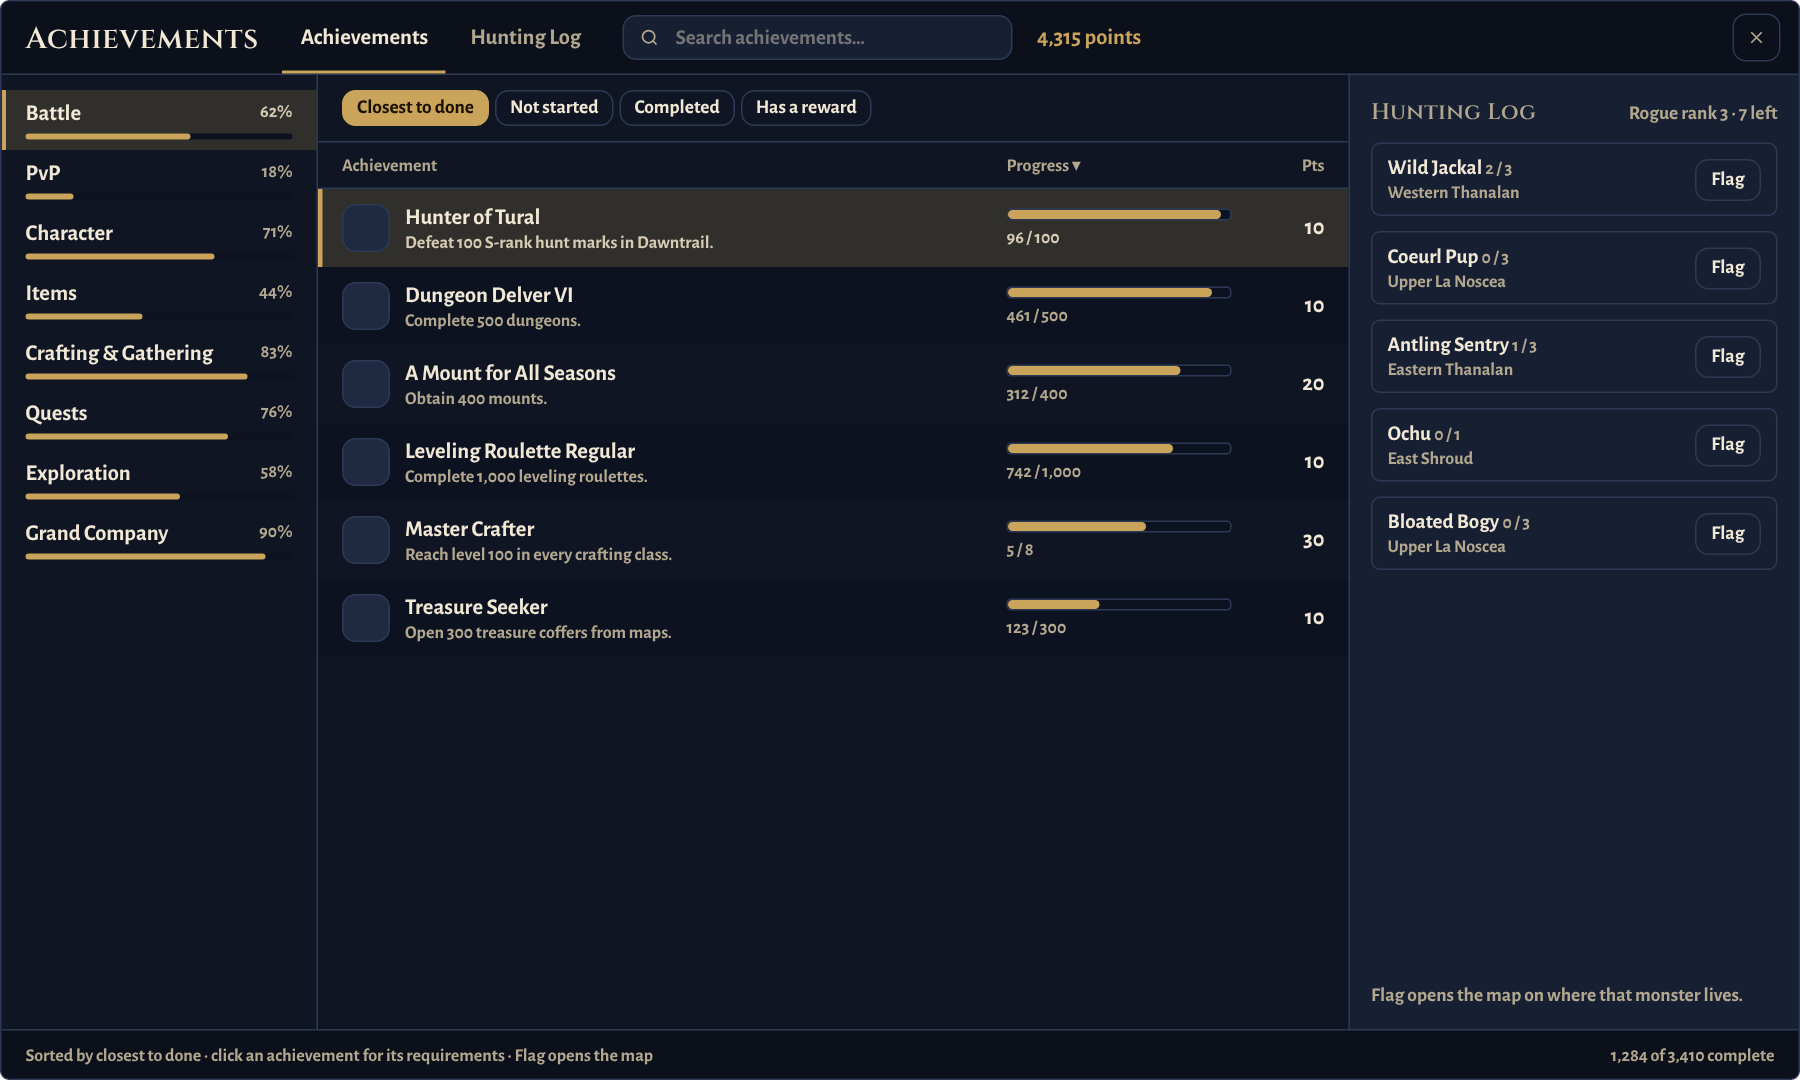 Achievements
Achievements
Hunting Log
Search achievements...
4,315 points
Battle 62%
PvP 18%
Character 71%
Items 44%
Crafting & Gathering 83%
Quests 76%
Exploration 58%
Grand Company 90%
Closest to done
Not started
Completed
Has a reward
Achievement Progress ▾ Pts
Hunter of Tural
Defeat 100 S-rank hunt marks in Dawntrail.
96 / 100
10
Dungeon Delver VI
Complete 500 dungeons.
461 / 500
10
A Mount for All Seasons
Obtain 400 mounts.
312 / 400
20
Leveling Roulette Regular
Complete 1,000 leveling roulettes.
742 / 1,000
10
Master Crafter
Reach level 100 in every crafting class.
5 / 8
30
Treasure Seeker
Open 300 treasure coffers from maps.
123 / 300
10
Hunting Log
Rogue rank 3 · 7 left
Wild Jackal 2 / 3
Western Thanalan
Flag
Coeurl Pup 0 / 3
Upper La Noscea
Flag
Antling Sentry 1 / 3
Eastern Thanalan
Flag
Ochu 0 / 1
East Shroud
Flag
Bloated Bogy 0 / 3
Upper La Noscea
Flag
Flag opens the map on where that monster lives.
Sorted by closest to done · click an achievement for its requirements · Flag opens the map
1,284 of 3,410 complete